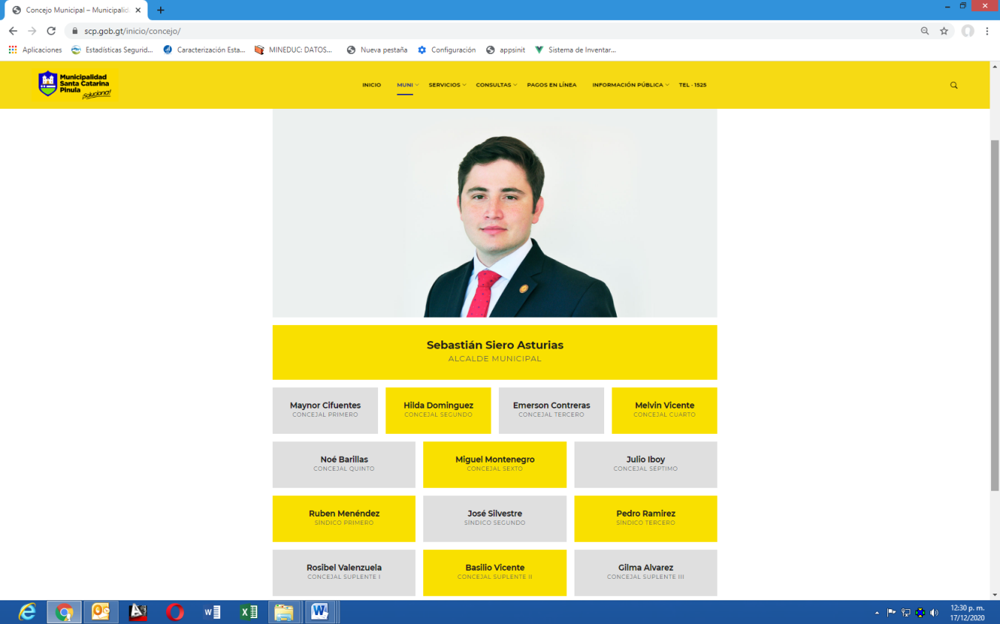 Concejo Municipal – Municipalid
scp.gob.gt/inicio/concejo/
Aplicaciones Estadísticas Segurid... Caracterización Esta... MINEDUC: DATOS... Nueva pestaña Configuración appsinit Sistema de Inventar...
Municipalidad
Santa Catarina
Pinula
¡Soluciona!
INICIO MUNI SERVICIOS CONSULTAS PAGOS EN LÍNEA INFORMACIÓN PÚBLICA TEL - 1525
Sebastián Siero Asturias
ALCALDE MUNICIPAL
Maynor Cifuentes
CONCEJAL PRIMERO
Hilda Dominguez
CONCEJAL SEGUNDO
Emerson Contreras
CONCEJAL TERCERO
Melvin Vicente
CONCEJAL CUARTO
Noé Barillas
CONCEJAL QUINTO
Miguel Montenegro
CONCEJAL SEXTO
Julio Iboy
CONCEJAL SÉPTIMO
Ruben Menéndez
SÍNDICO PRIMERO
José Silvestre
SÍNDICO SEGUNDO
Pedro Ramirez
SÍNDICO TERCERO
Rosibel Valenzuela
CONCEJAL SUPLENTE I
Basilio Vicente
CONCEJAL SUPLENTE II
Gilma Alvarez
CONCEJAL SUPLENTE III
12:30 p. m.
17/12/2020